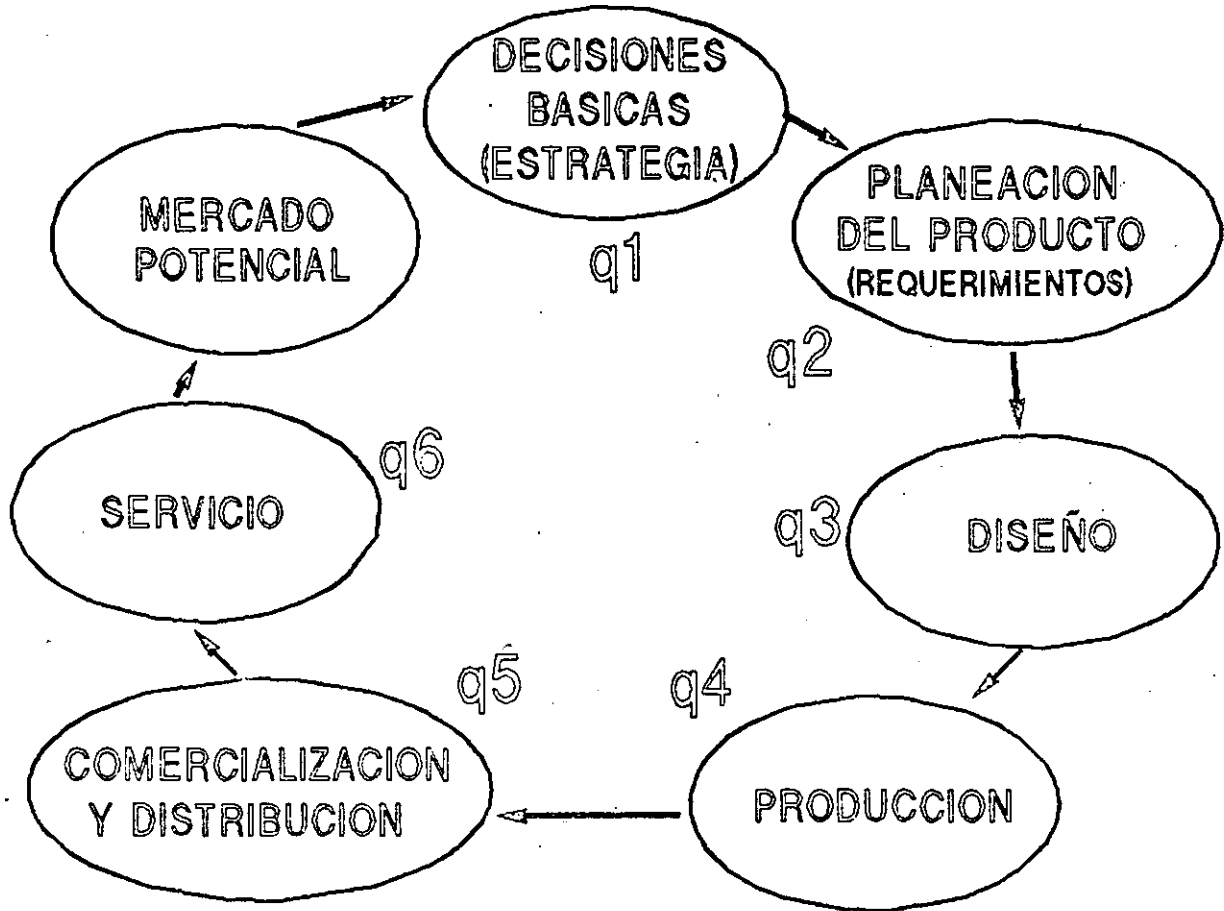 DECISIONES
BASICAS
(ESTRATEGIA)
q1
PLANEACION
DEL PRODUCTO
(REQUERIMIENTOS)
q2
DISEÑO
q3
PRODUCCION
q4
COMERCIALIZACION
Y DISTRIBUCION
q5
SERVICIO
q6
MERCADO
POTENCIAL